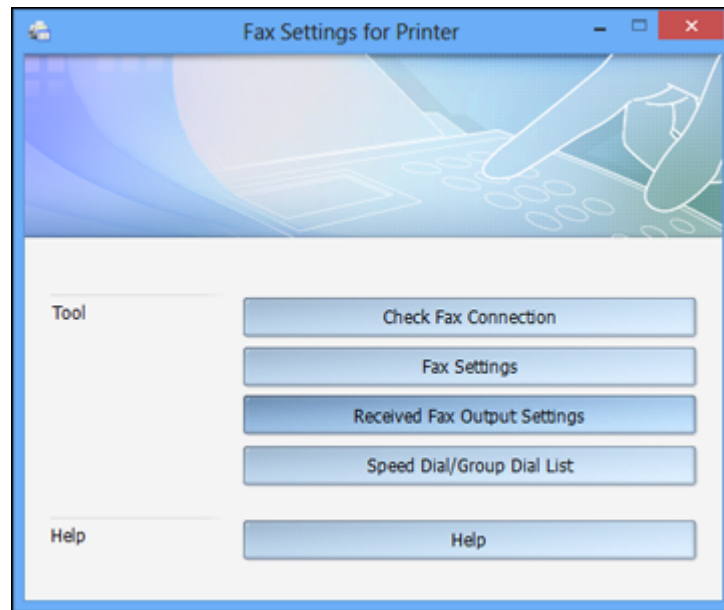 Fax Settings for Printer
Tool
Check Fax Connection
Fax Settings
Received Fax Output Settings
Speed Dial/Group Dial List
Help
Help